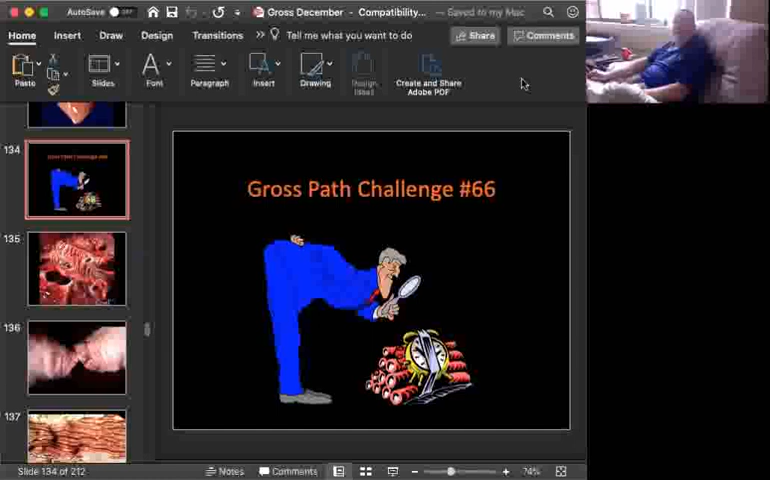 AutoSave OFF Gross December - Compatibility... — Saved to my Mac
Home Insert Draw Design Transitions Tell me what you want to do Share Comments
Paste Slides Font Paragraph Insert Drawing Design Ideas Create and Share Adobe PDF
134
135
136
137
Gross Path Challenge #66
Slide 134 of 212 Notes Comments 74%